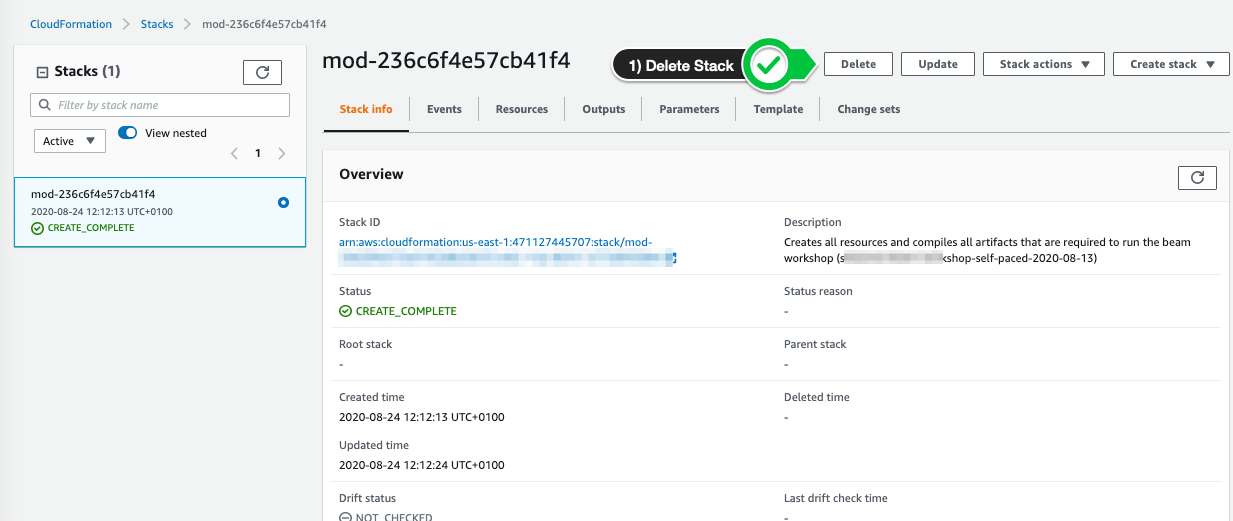 CloudFormation > Stacks > mod-236c6f4e57cb41f4
Stacks (1)
Filter by stack name
Active
View nested
1
mod-236c6f4e57cb41f4
2020-08-24 12:12:13 UTC+0100
CREATE_COMPLETE
mod-236c6f4e57cb41f4
1) Delete Stack
Delete
Update
Stack actions
Create stack
Stack info
Events
Resources
Outputs
Parameters
Template
Change sets
Overview
Stack ID
arn:aws:cloudformation:us-east-1:471127445707:stack/mod-
Description
Creates all resources and compiles all artifacts that are required to run the beam
workshop (s kshop-self-paced-2020-08-13)
Status
CREATE_COMPLETE
Status reason
-
Root stack
-
Parent stack
-
Created time
2020-08-24 12:12:13 UTC+0100
Deleted time
-
Updated time
2020-08-24 12:12:24 UTC+0100
Drift status
NOT_CHECKED
Last drift check time
-